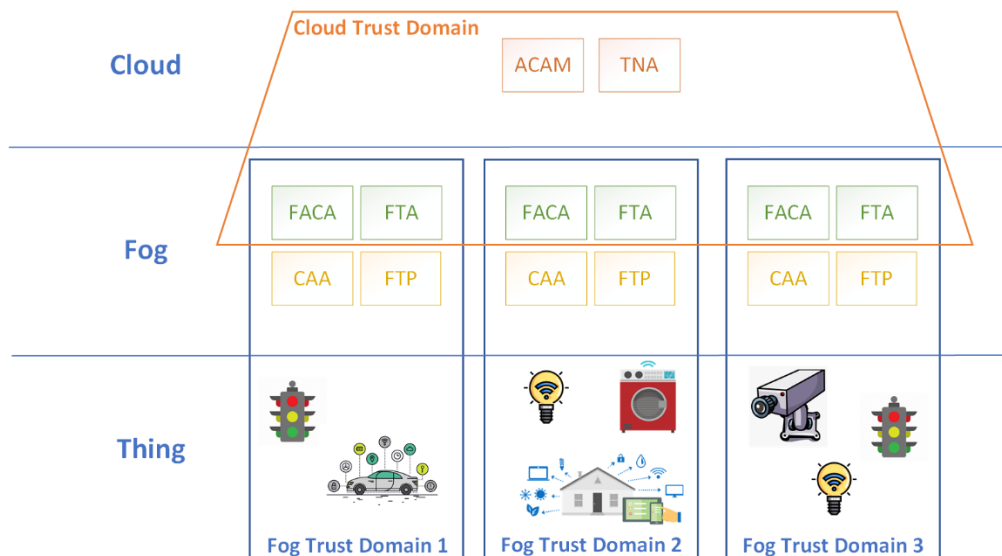 Cloud Trust Domain
Cloud
ACAM TNA
FACA FTA FACA FTA FACA FTA
Fog
CAA FTP CAA FTP CAA FTP
Thing
Fog Trust Domain 1 Fog Trust Domain 2 Fog Trust Domain 3